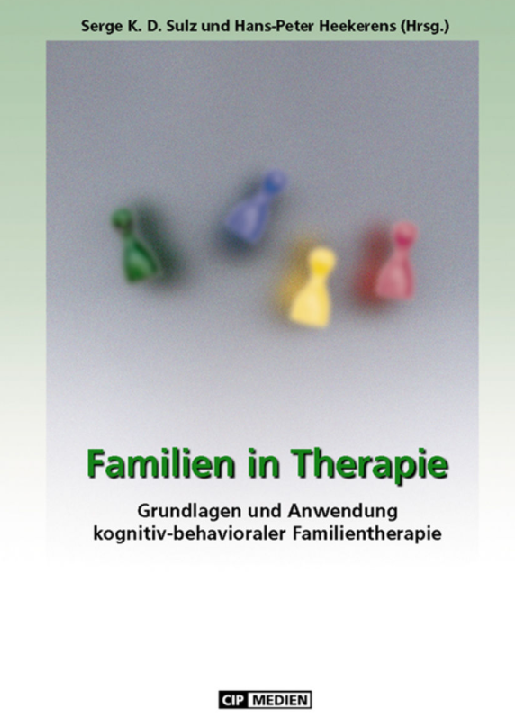 Serge K. D. Sulz und Hans-Peter Heekerens (Hrsg.)
Familien in Therapie
Grundlagen und Anwendung
kognitiv-behavioraler Familientherapie
CIP MEDIEN